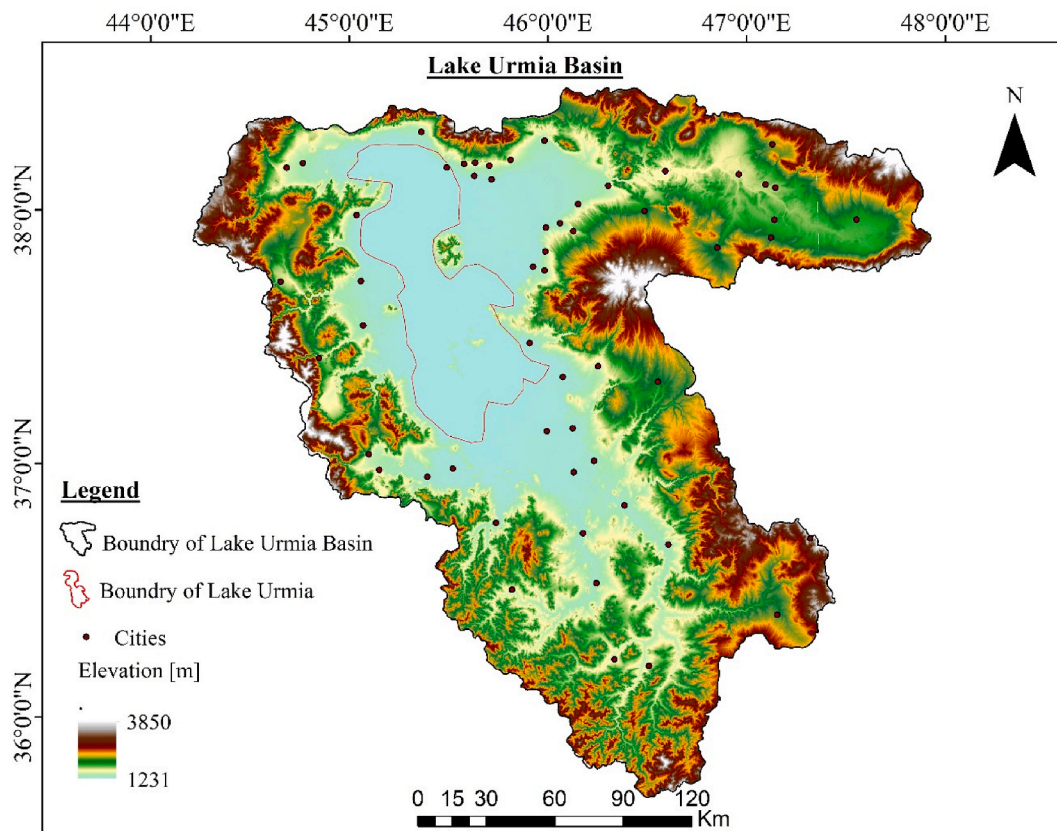 44°0'0"E 45°0'0"E 46°0'0"E 47°0'0"E 48°0'0"E
Lake Urmia Basin
N
38°0'0"N
37°0'0"N
36°0'0"N
Legend
Boundry of Lake Urmia Basin
Boundry of Lake Urmia
Cities
Elevation [m]
3850
1231
0 15 30 60 90 120
Km